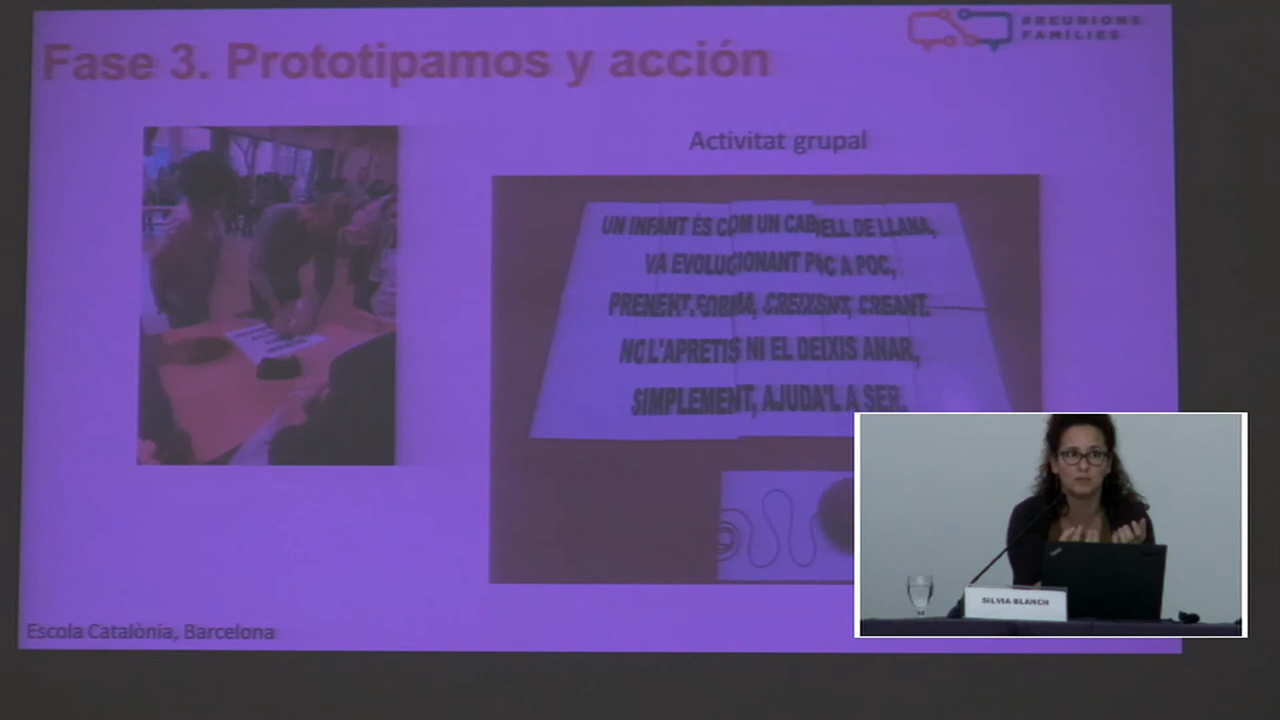 Fase 3. Prototipamos y acción
#REUNIONS
FAMÍLIES
Activitat grupal
UN INFANT ÉS COM UN CABDELL DE LLANA,
VA EVOLUCIONANT POC A POC,
PRENENT FORMA, CREIXENT, CREANT.
NO L'APRETIS NI EL DEIXIS ANAR,
SIMPLEMENT, AJUDA'L A SER.
SILVIA BLANCH
Escola Catalònia, Barcelona